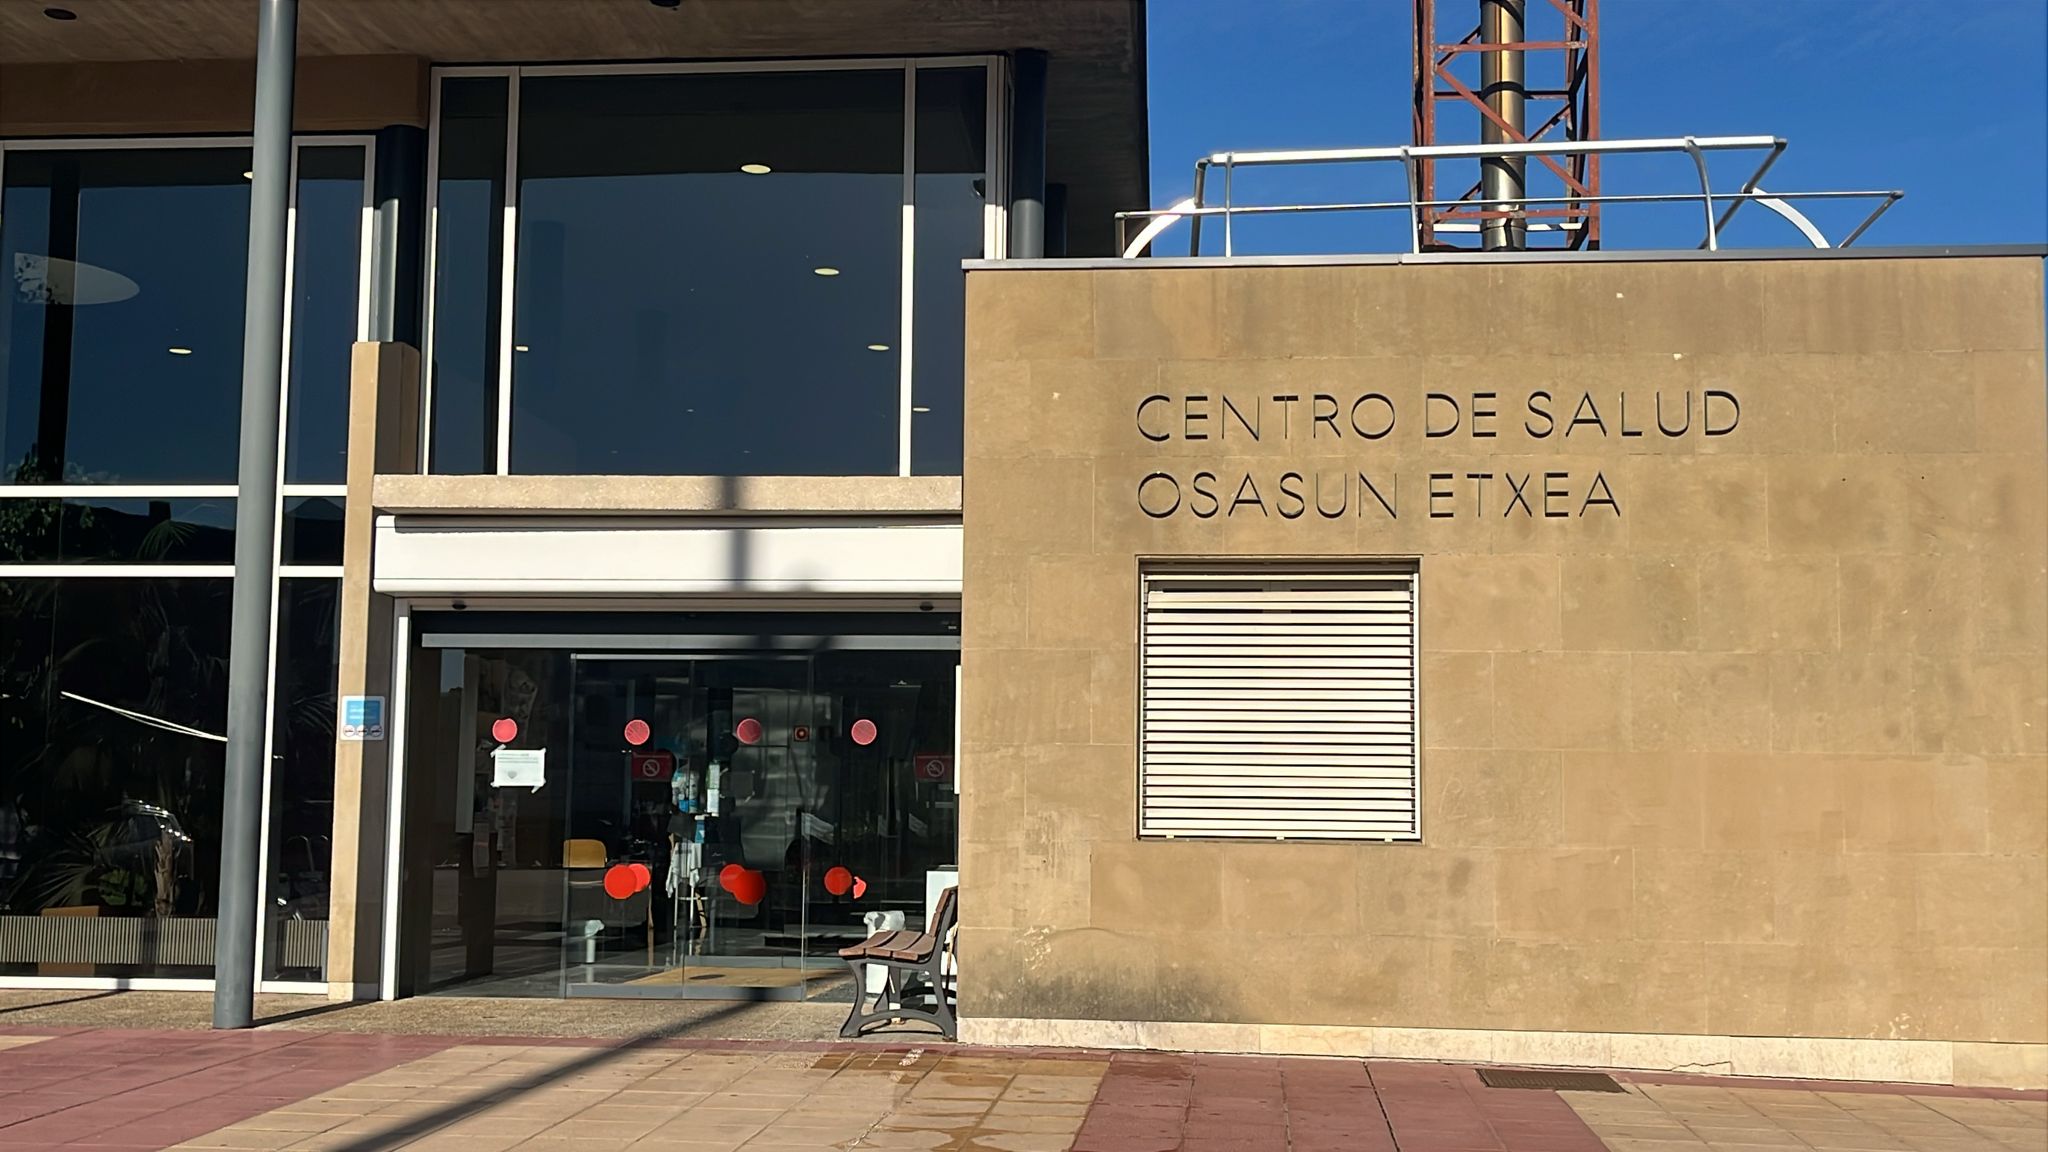 CENTRO DE SALUD
OSASUN ETXEA